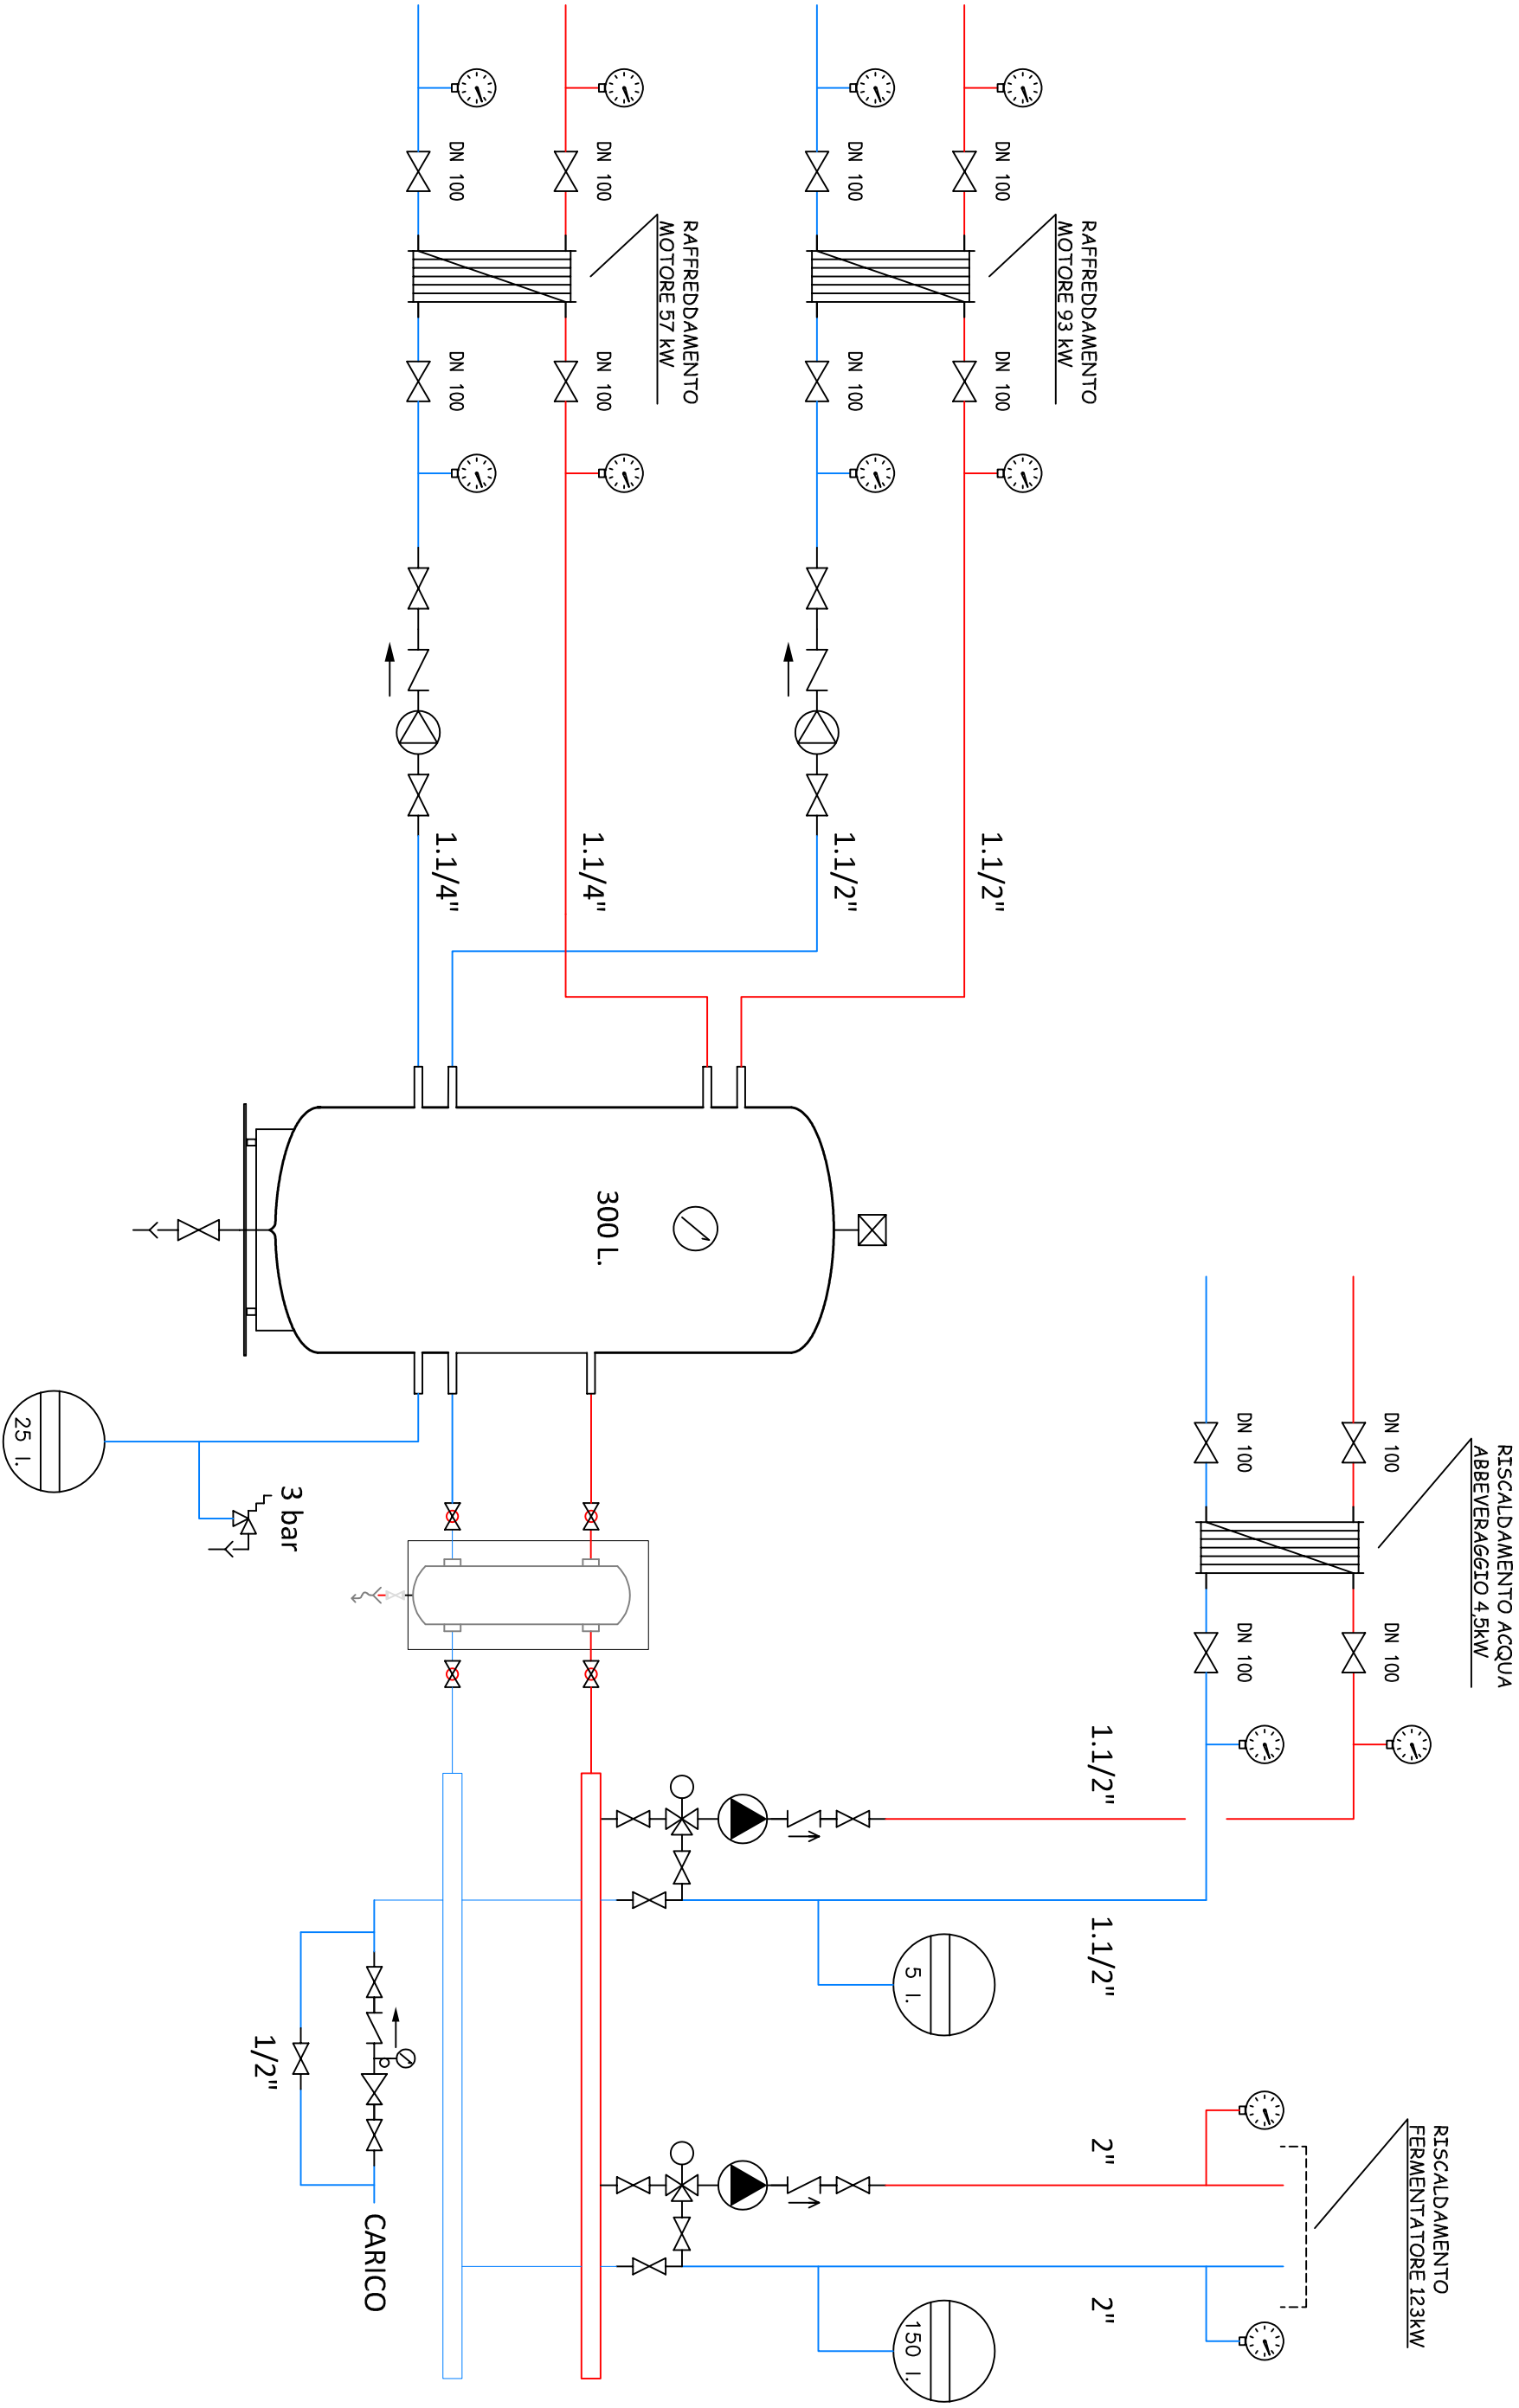 RAFFREDDAMENTO
MOTORE 57 kW
RAFFREDDAMENTO
MOTORE 93 kW
DN 100
DN 100
DN 100
DN 100
DN 100
DN 100
DN 100
DN 100
1.1/4"
1.1/4"
1.1/2"
1.1/2"
300 L.
25 l.
3 bar
RISCALDAMENTO ACQUA
ABBEVERAGGIO 4,5kW
DN 100
DN 100
DN 100
DN 100
1.1/2"
1.1/2"
5 l.
1/2"
CARICO
RISCALDAMENTO
FERMENTATORE 123kW
2"
2"
150 l.